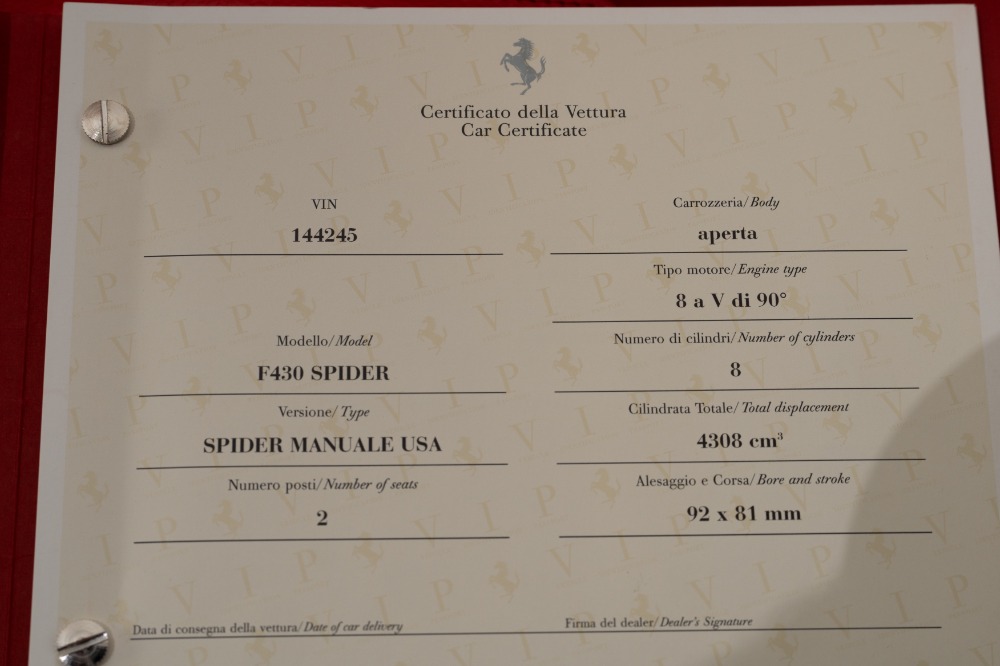 Certificato della Vettura
Car Certificate
VIN
144245
Modello/Model
F430 SPIDER
Versione/Type
SPIDER MANUALE USA
Numero posti/Number of seats
2
Carrozzeria/Body
aperta
Tipo motore/Engine type
8 a V di 90°
Numero di cilindri/Number of cylinders
8
Cilindrata Totale/Total displacement
4308 cm³
Alesaggio e Corsa/Bore and stroke
92 x 81 mm
Data di consegna della vettura/Date of car delivery
Firma del dealer/Dealer's Signature